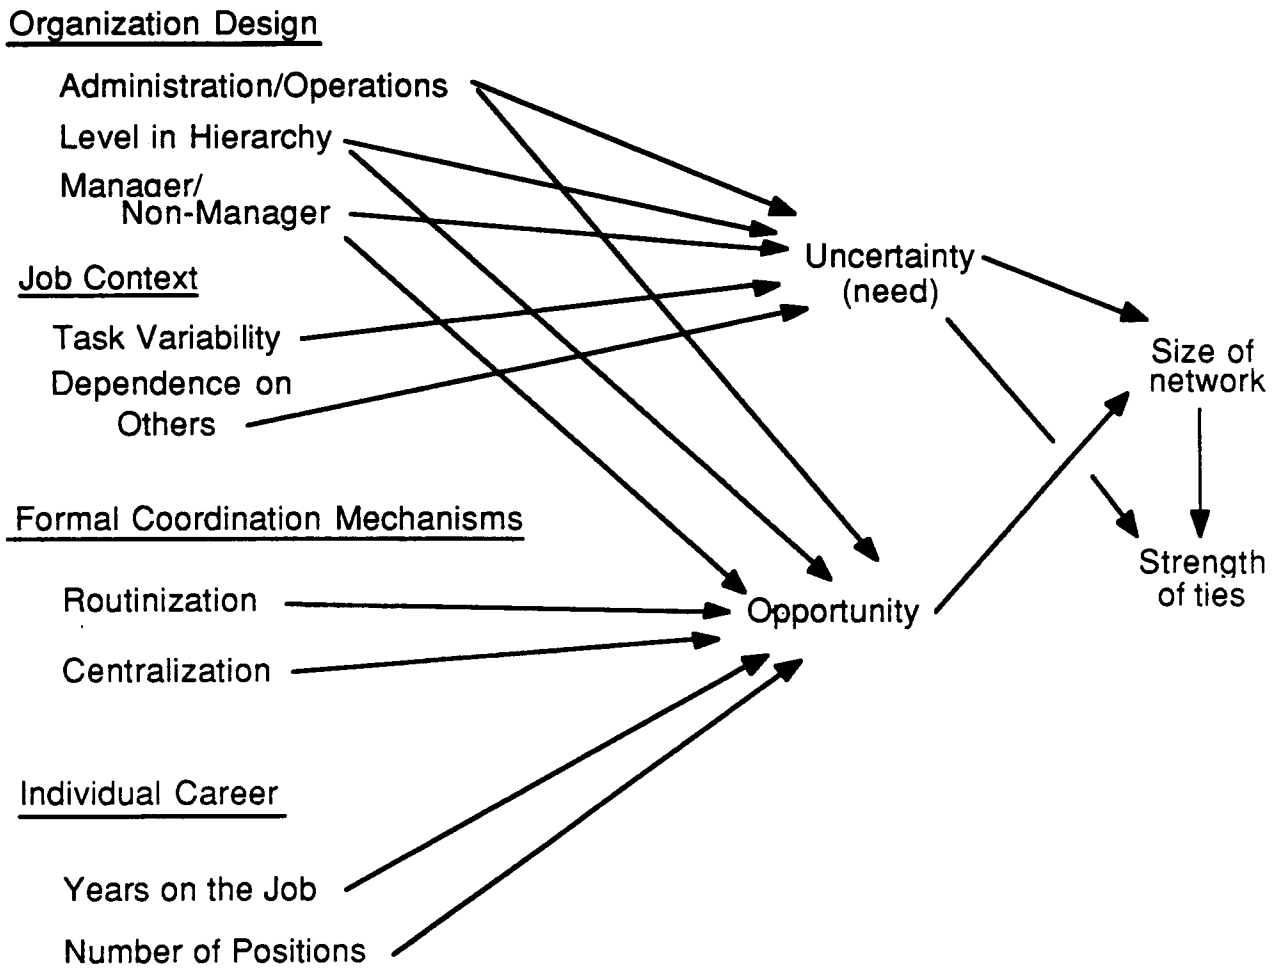 Organization Design
Administration/Operations
Level in Hierarchy
Manager/
Non-Manager
Job Context
Task Variability
Dependence on
Others
Formal Coordination Mechanisms
Routinization
Centralization
Individual Career
Years on the Job
Number of Positions
Uncertainty
(need)
Opportunity
Size of
network
Strength
of ties